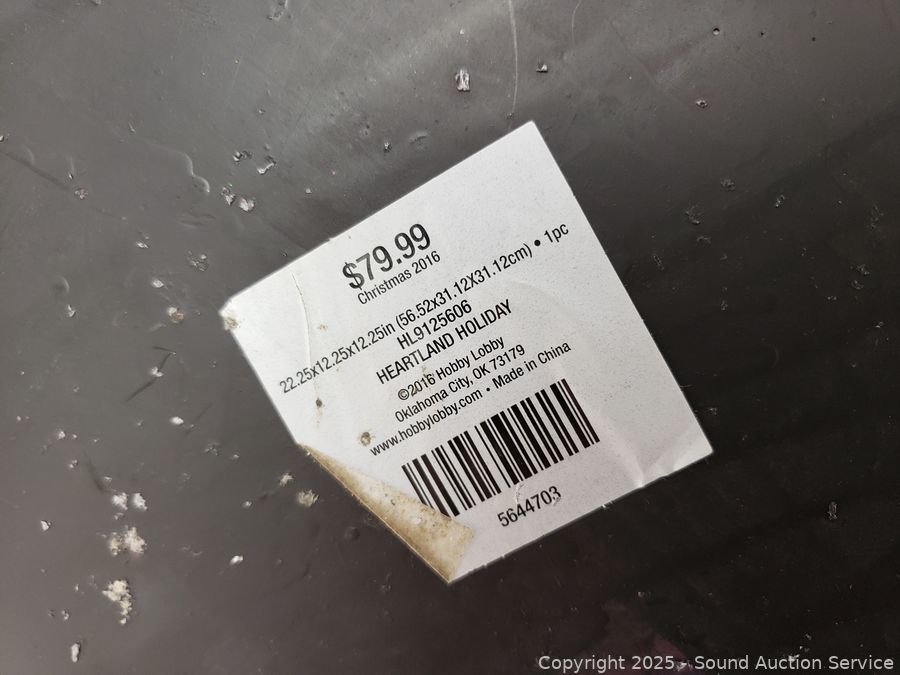 $79.99
Christmas 2016
22.25x12.25x12.25in (56.52x31.12X31.12cm) • 1pc
HL9125606
HEARTLAND HOLIDAY
©2016 Hobby Lobby
Oklahoma City, OK 73179
www.hobbylobby.com • Made in China
5644703
Copyright 2025 - Sound Auction Service